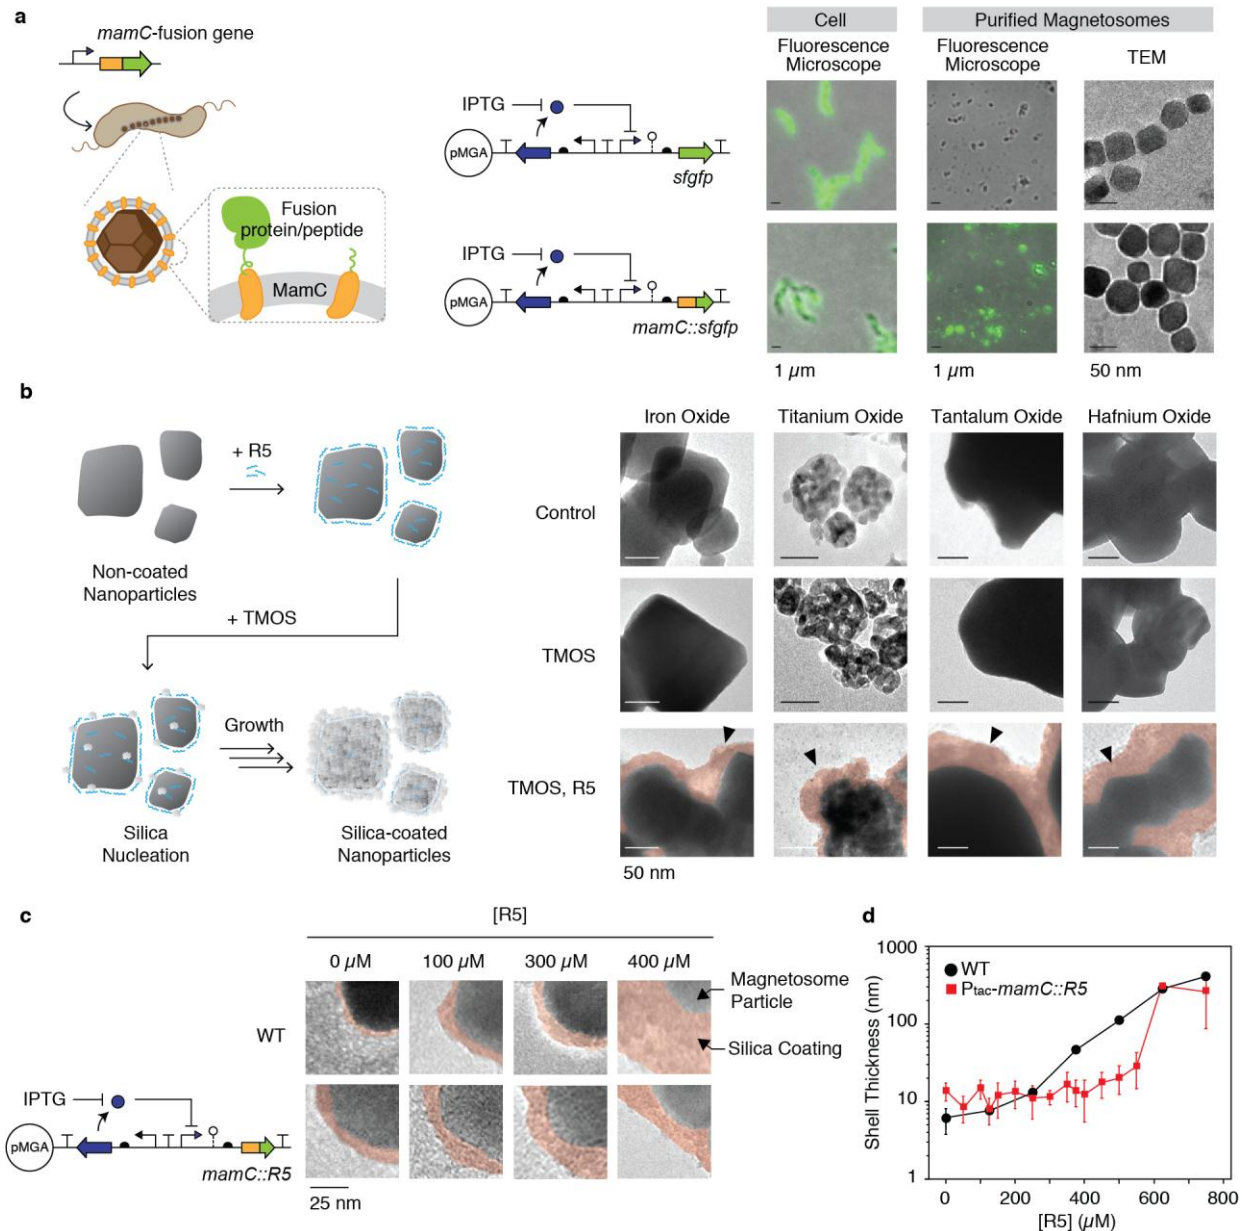 a
mamC-fusion gene
Fusion
protein/peptide
MamC
IPTG
pMGA
sfgfp
IPTG
pMGA
mamC::sfgfp
Cell
Purified Magnetosomes
Fluorescence
Microscope
Fluorescence
Microscope
TEM
1 µm
1 µm
50 nm
b
+ R5
Non-coated
Nanoparticles
+ TMOS
Growth
Silica
Nucleation
Silica-coated
Nanoparticles
Iron Oxide
Titanium Oxide
Tantalum Oxide
Hafnium Oxide
Control
TMOS
TMOS, R5
50 nm
c
[R5]
0 µM
100 µM
300 µM
400 µM
WT
Magnetosome
Particle
Silica Coating
IPTG
pMGA
mamC::R5
25 nm
d
WT
Ptac-mamC::R5
Shell Thickness (nm)
1000
100
10
1
0
200
400
600
800
[R5] (µM)